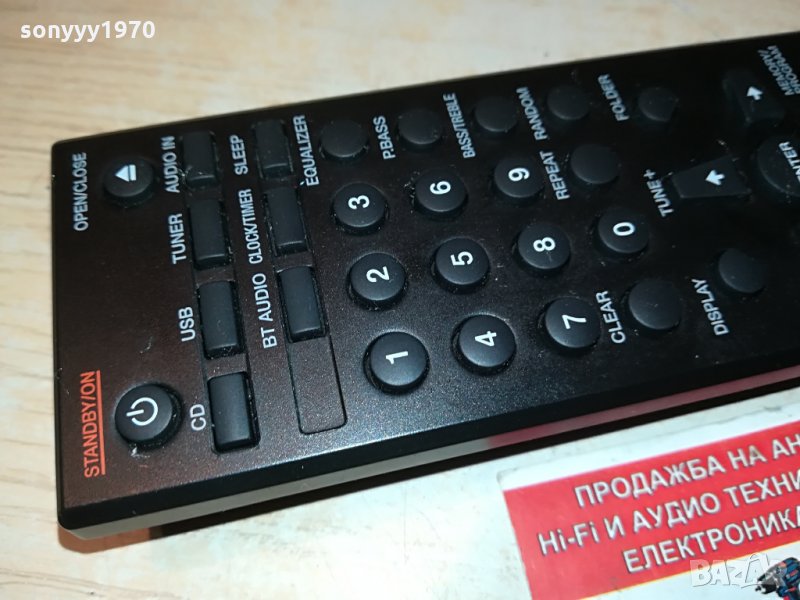 sonyyy1970
OPEN/CLOSE
AUDIO IN
SLEEP
EQUALIZER
P.BASS
BASS/TREBLE
RANDOM
FOLDER
MEMORY/
PROGRAM
TUNER
CLOCK/TIMER
3
6
9
REPEAT
TUNE+
ENTER
USB
BT AUDIO
2
5
8
0
STANDBY/ON
CD
1
4
7
CLEAR
DISPLAY
ПРОДАЖБА НА АН
Hi-Fi И АУДИО ТЕХНИ
ЕЛЕКТРОНИКА
BAZAR